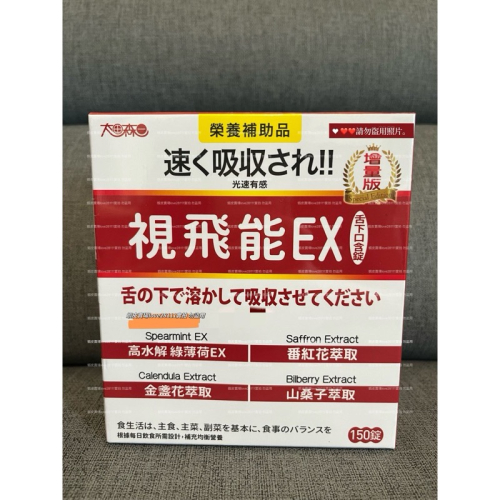 大田森一
榮養補助品
♥❤❤請勿盜用照片。
速く吸収され!!
光速有感
增量版
視飛能EX
舌下口含錠
舌の下で溶かして吸収させてください
Spearmint EX
高水解 綠薄荷EX
Saffron Extract
番紅花萃取
Calendula Extract
金盞花萃取
Bilberry Extract
山桑子萃取
食生活は、主食、主菜、副菜を基本に、食事のバランスを
根據每日飲食所需設計,補充均衡營養
150錠